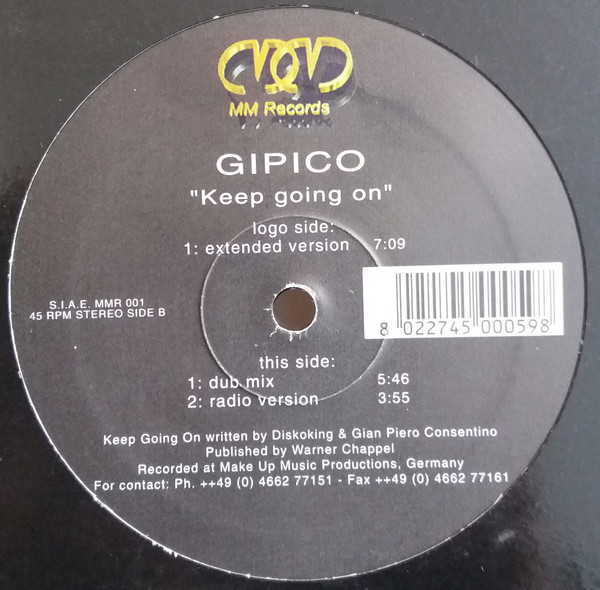 MM Records
GIPICO
"Keep going on"
logo side:
1: extended version 7:09
S.I.A.E. MMR 001
45 RPM STEREO SIDE B
8 022745 000598
this side:
1: dub mix 5:46
2: radio version 3:55
Keep Going On written by Diskoking & Gian Piero Consentino
Published by Warner Chappel
Recorded at Make Up Music Productions, Germany
For contact: Ph. ++49 (0) 4662 77151 - Fax ++49 (0) 4662 77161